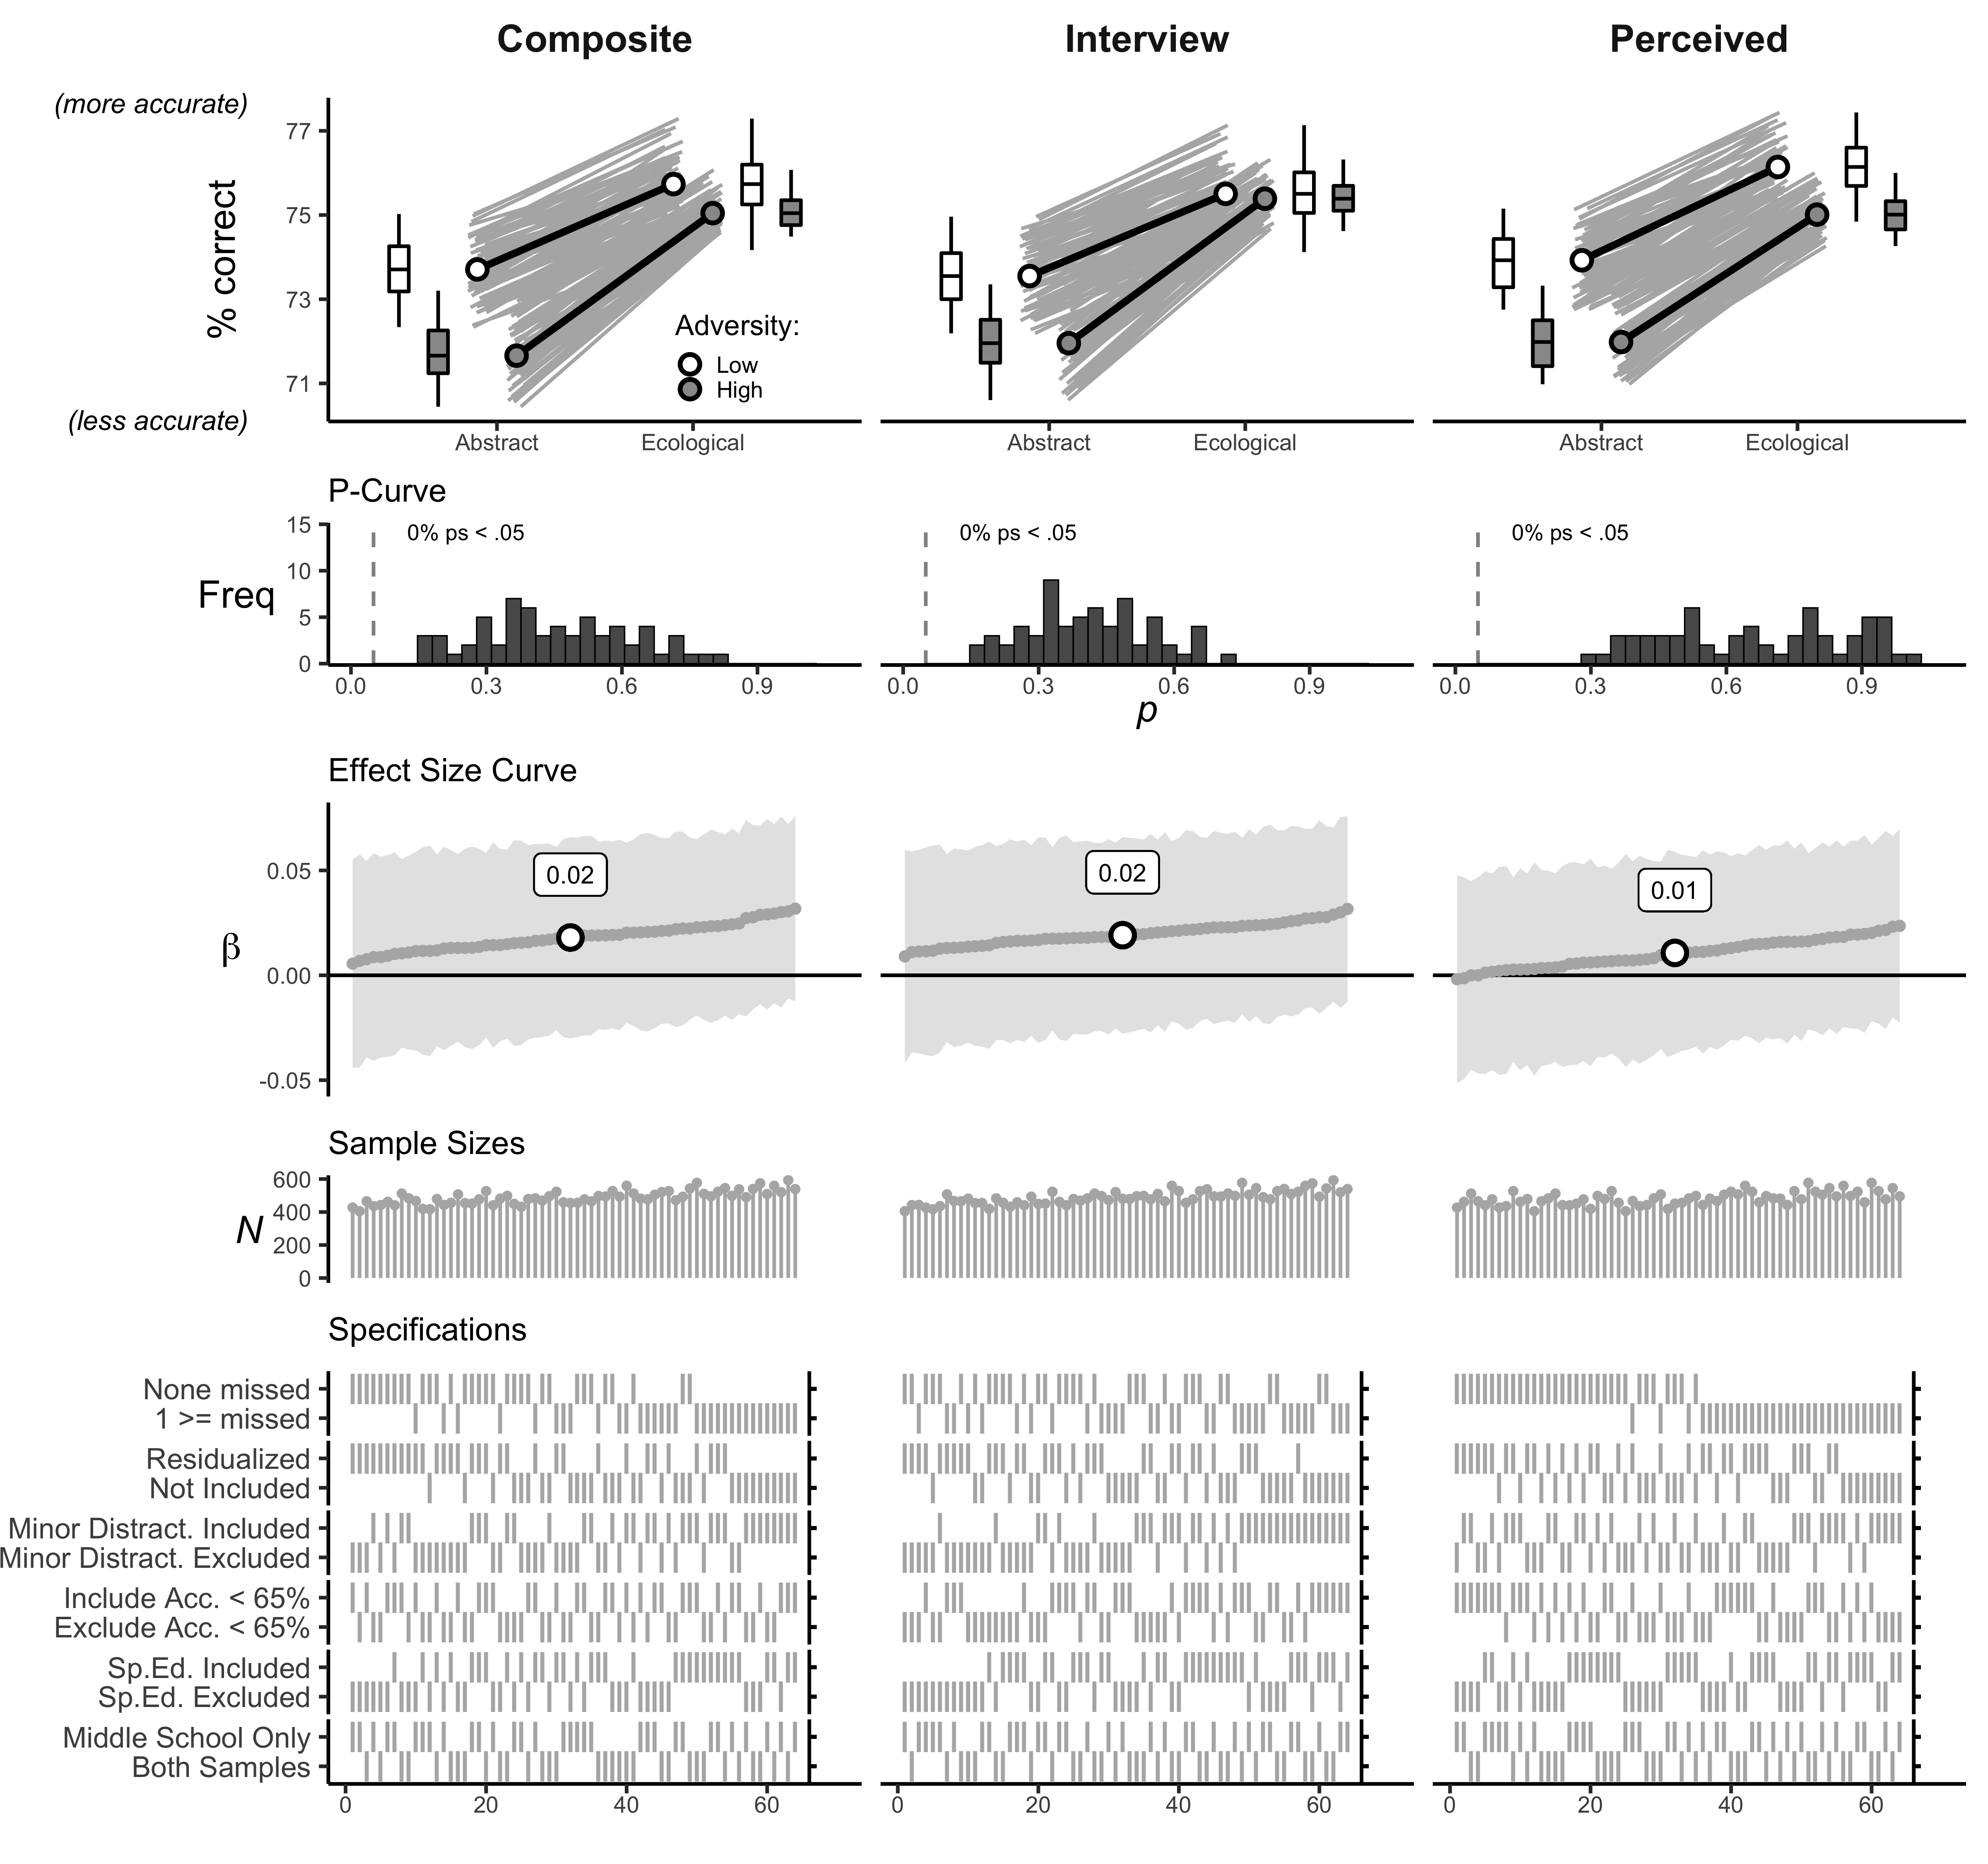 Composite Interview Perceived
(more accurate)
77
75
73
71
% correct
(less accurate)
Adversity:
Low
High
Abstract Ecological Abstract Ecological Abstract Ecological
P-Curve
15
10
5
0
Freq
0% ps < .05 0% ps < .05 0% ps < .05
0.0 0.3 0.6 0.9 0.0 0.3 0.6 0.9 0.0 0.3 0.6 0.9
p
Effect Size Curve
0.05
0.00
-0.05
β
0.02 0.02 0.01
Sample Sizes
600
400
200
0
N
Specifications
None missed
1 >= missed
Residualized
Not Included
Minor Distract. Included
Minor Distract. Excluded
Include Acc. < 65%
Exclude Acc. < 65%
Sp.Ed. Included
Sp.Ed. Excluded
Middle School Only
Both Samples
0 20 40 60 0 20 40 60 0 20 40 60